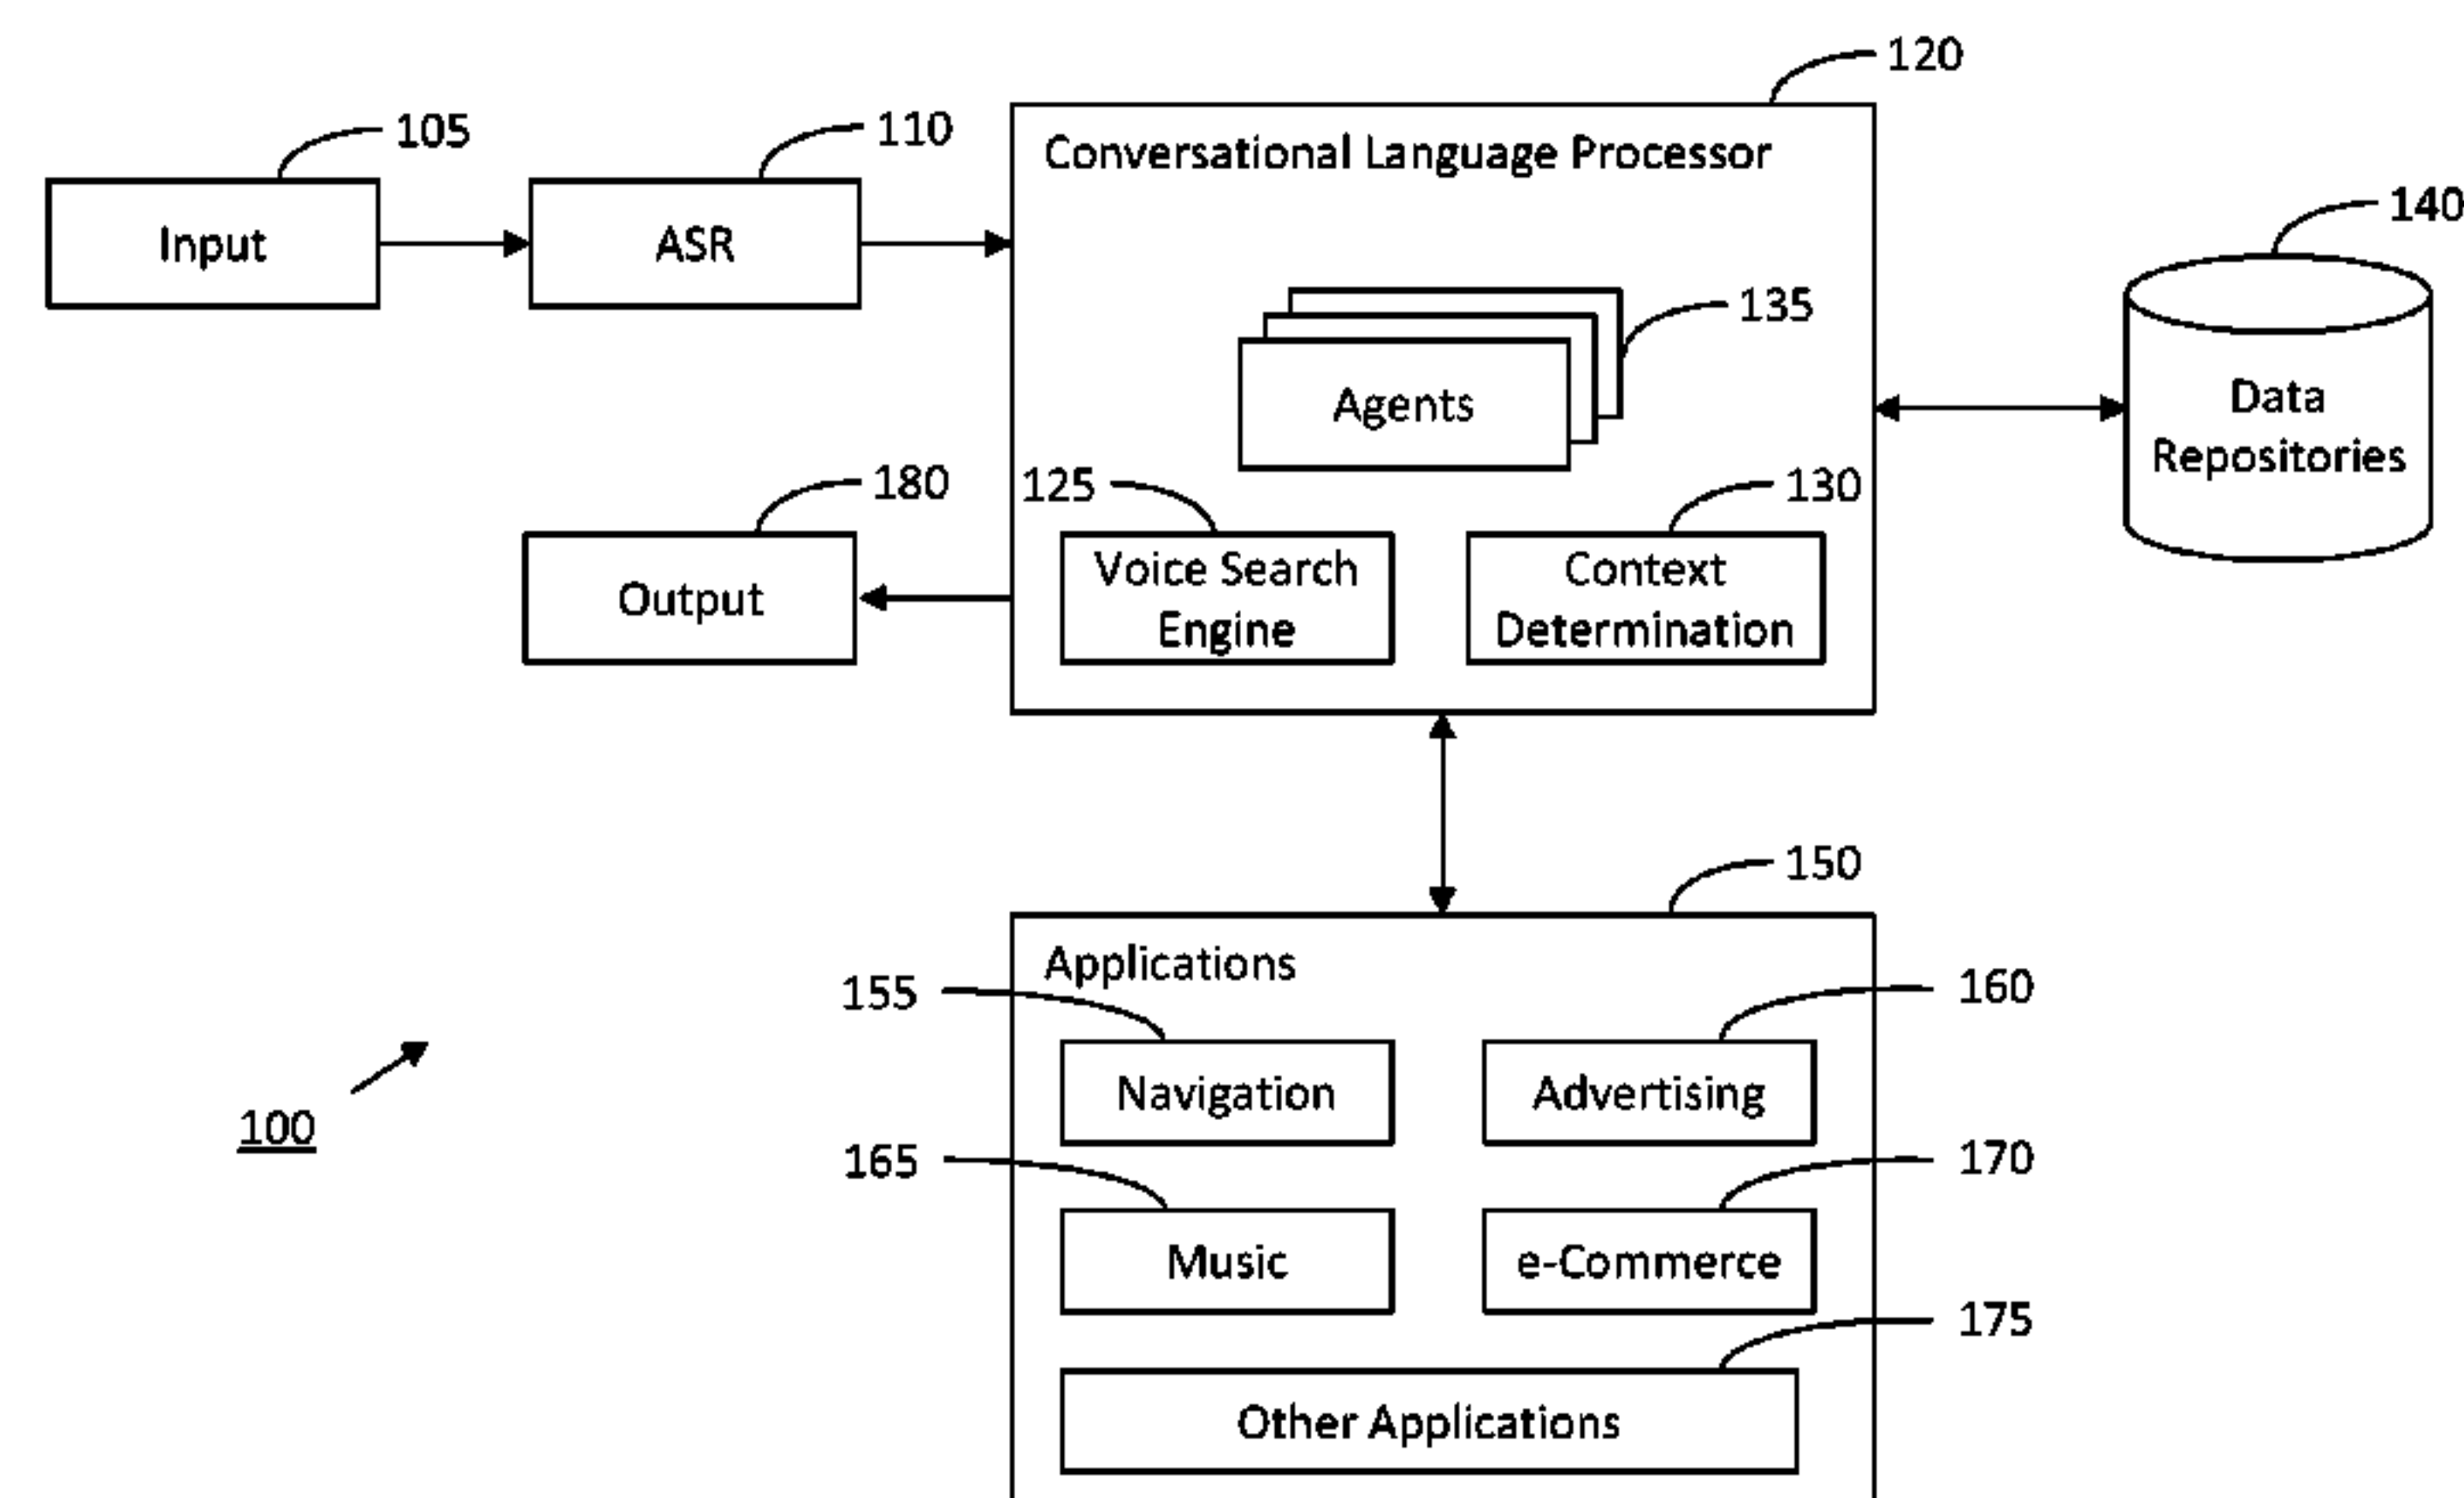 120
105
110
Conversational Language Processor
140
Input
ASR
135
Agents
Data
Repositories
180
125
130
Output
Voice Search
Engine
Context
Determination
150
Applications
155
160
Navigation
Advertising
100
165
170
Music
e-Commerce
175
Other Applications